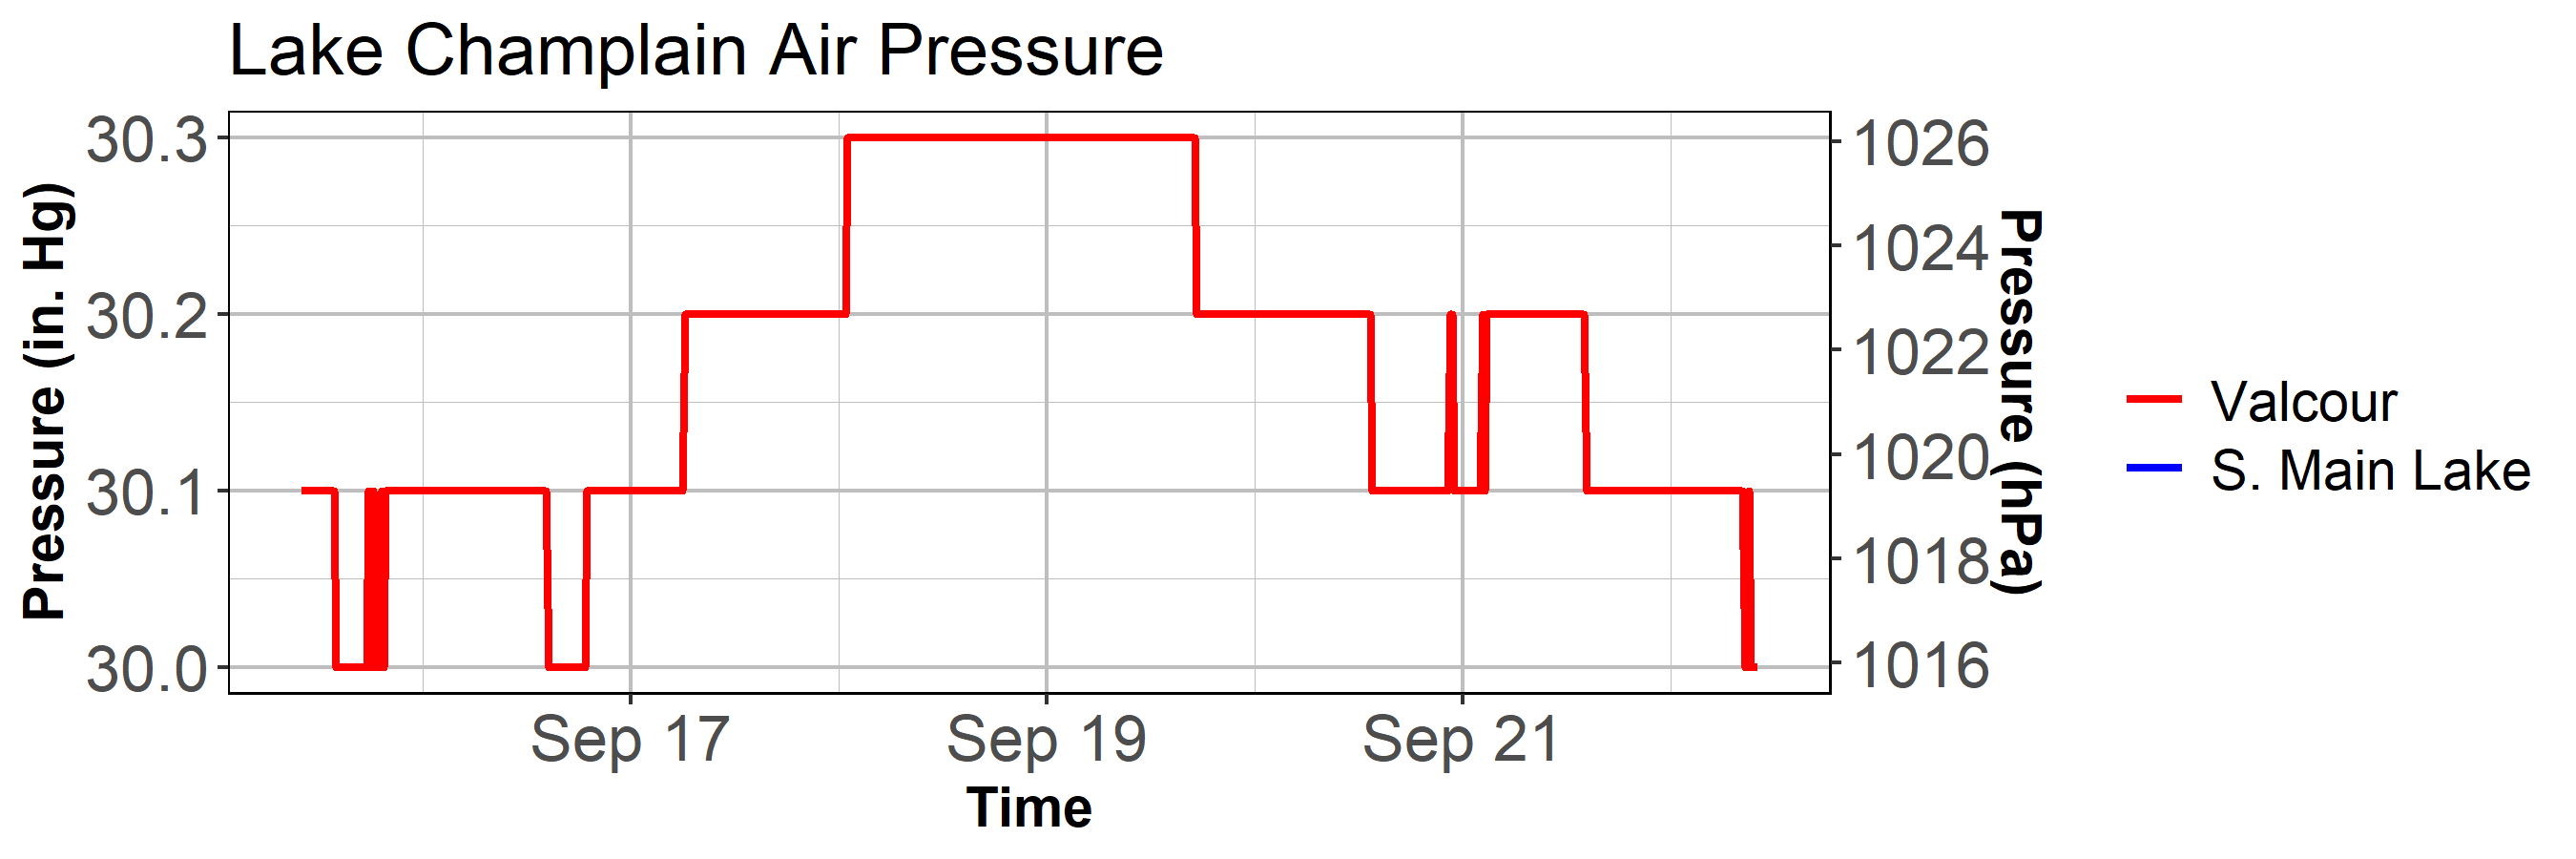 Lake Champlain Air Pressure
Pressure (in. Hg)
30.3
30.2
30.1
30.0
1026
1024
1022
1020
1018
1016
Pressure (hPa)
Sep 17
Sep 19
Sep 21
Time
Valcour
S. Main Lake